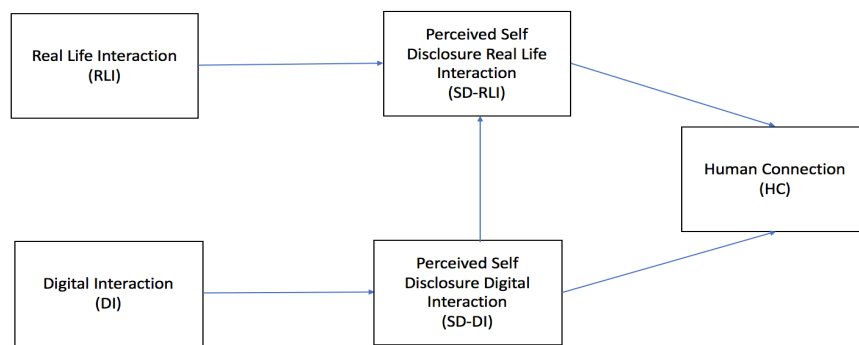 Real Life Interaction
(RLI)
Perceived Self
Disclosure Real Life
Interaction
(SD-RLI)
Human Connection
(HC)
Digital Interaction
(DI)
Perceived Self
Disclosure Digital
Interaction
(SD-DI)